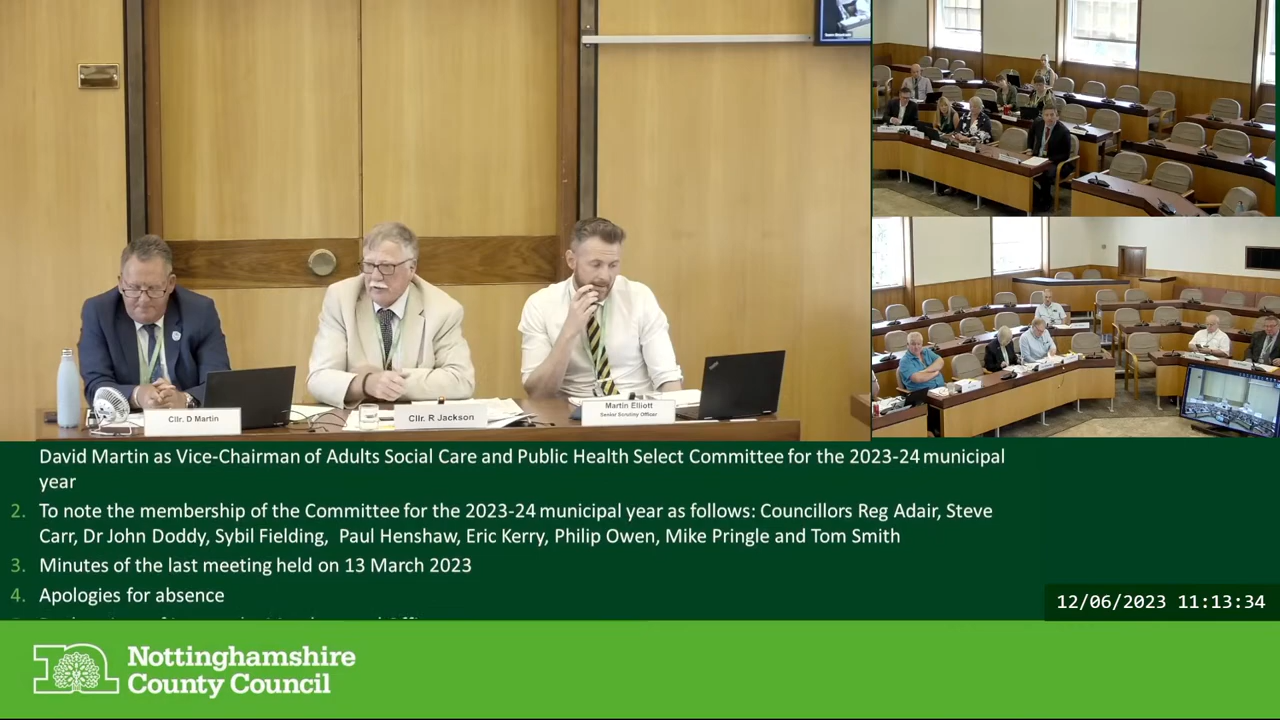 Cllr. D Martin
Cllr. R Jackson
Martin Elliott
Senior Scrutiny Officer
David Martin as Vice-Chairman of Adults Social Care and Public Health Select Committee for the 2023-24 municipal
year
2. To note the membership of the Committee for the 2023-24 municipal year as follows: Councillors Reg Adair, Steve
Carr, Dr John Doddy, Sybil Fielding, Paul Henshaw, Eric Kerry, Philip Owen, Mike Pringle and Tom Smith
3. Minutes of the last meeting held on 13 March 2023
4. Apologies for absence
12/06/2023 11:13:34
Nottinghamshire
County Council